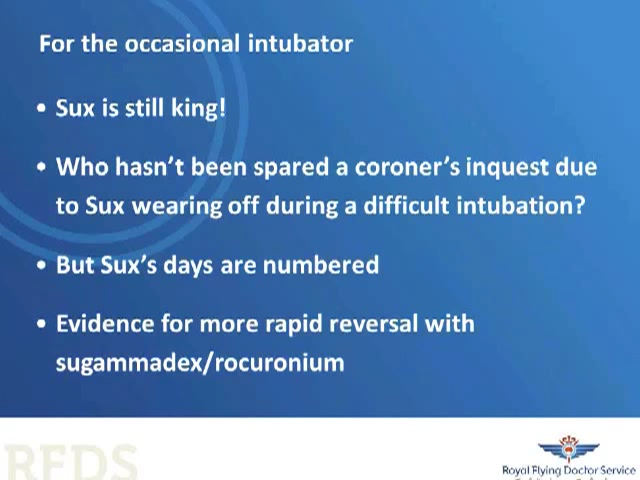 For the occasional intubator
• Sux is still king!
• Who hasn't been spared a coroner's inquest due
to Sux wearing off during a difficult intubation?
• But Sux's days are numbered
• Evidence for more rapid reversal with
sugammadex/rocuronium
RFDS
Royal Flying Doctor Service